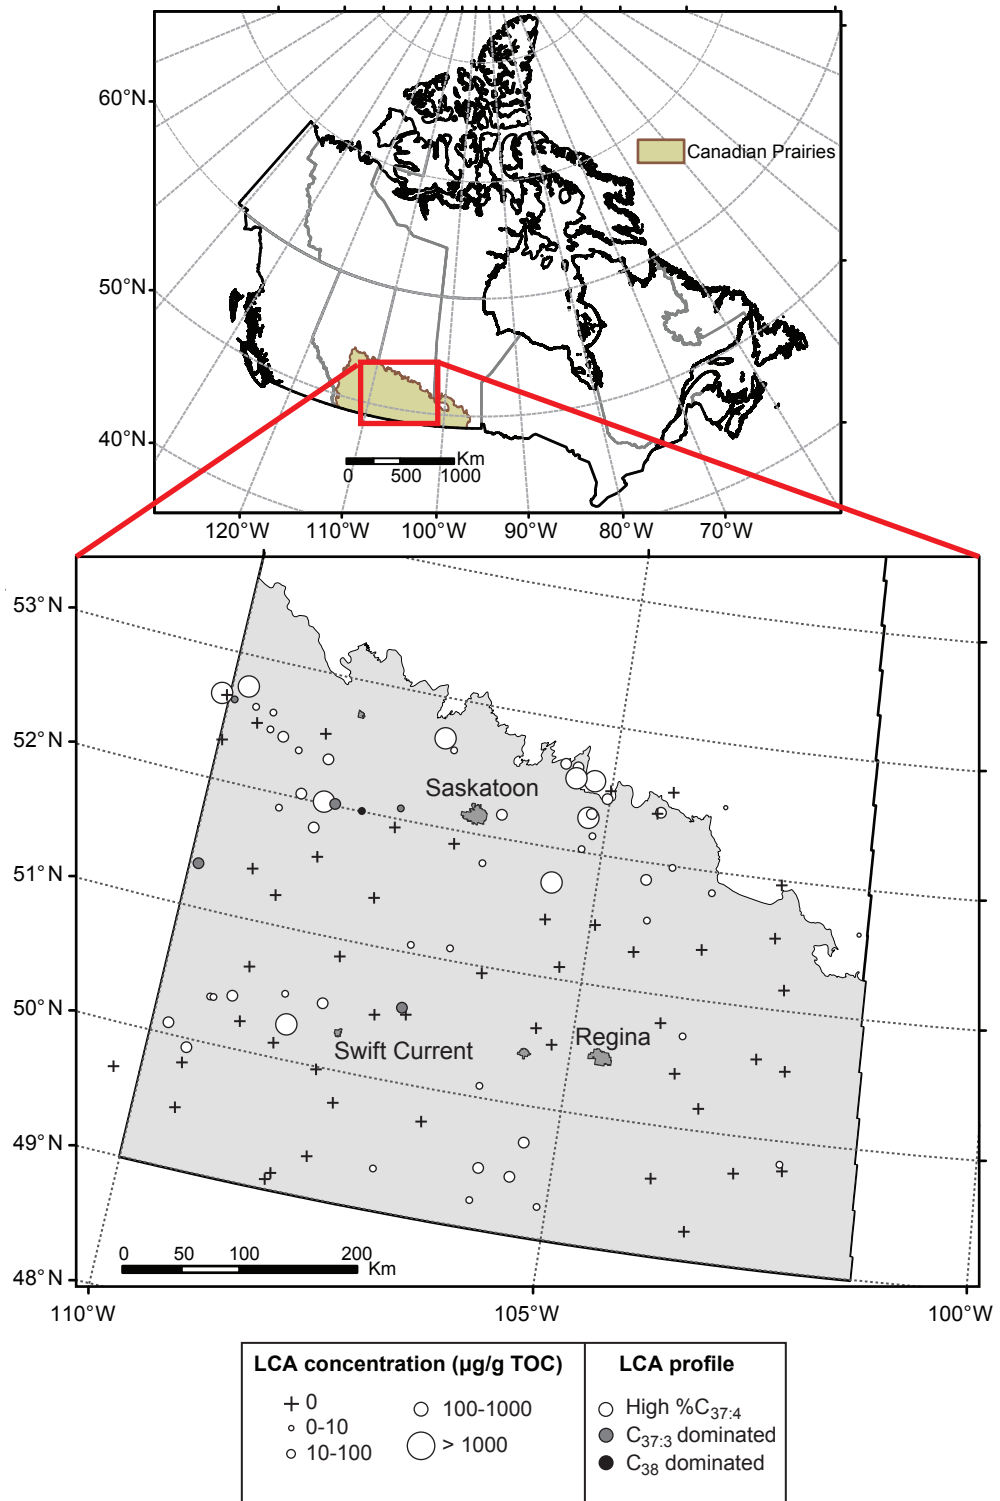 60°N
Canadian Prairies
50°N
40°N
Km
0 500 1000
120°W 110°W 100°W 90°W 80°W 70°W
53°N
52°N
Saskatoon
51°N
50°N
Regina
Swift Current
49°N
0 50 100 200
Km
48°N
110°W 105°W 100°W
LCA concentration (µg/g TOC)
0
0-10
10-100
100-1000
> 1000
LCA profile
High %C37:4
C37:3 dominated
C38 dominated